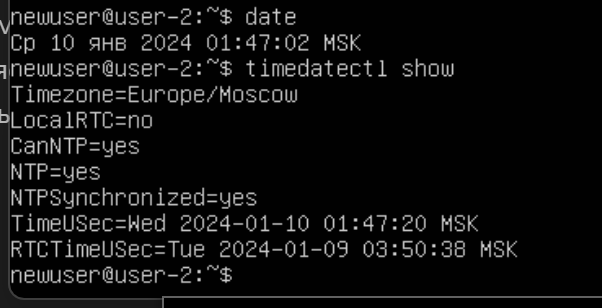 newuser@user-2:~$ date
Ср 10 янв 2024 01:47:02 MSK
newuser@user-2:~$ timedatectl show
Timezone=Europe/Moscow
LocalRTC=no
CanNTP=yes
NTP=yes
NTPSynchronized=yes
TimeUSec=Wed 2024-01-10 01:47:20 MSK
RTCTimeUSec=Tue 2024-01-09 03:50:38 MSK
newuser@user-2:~$